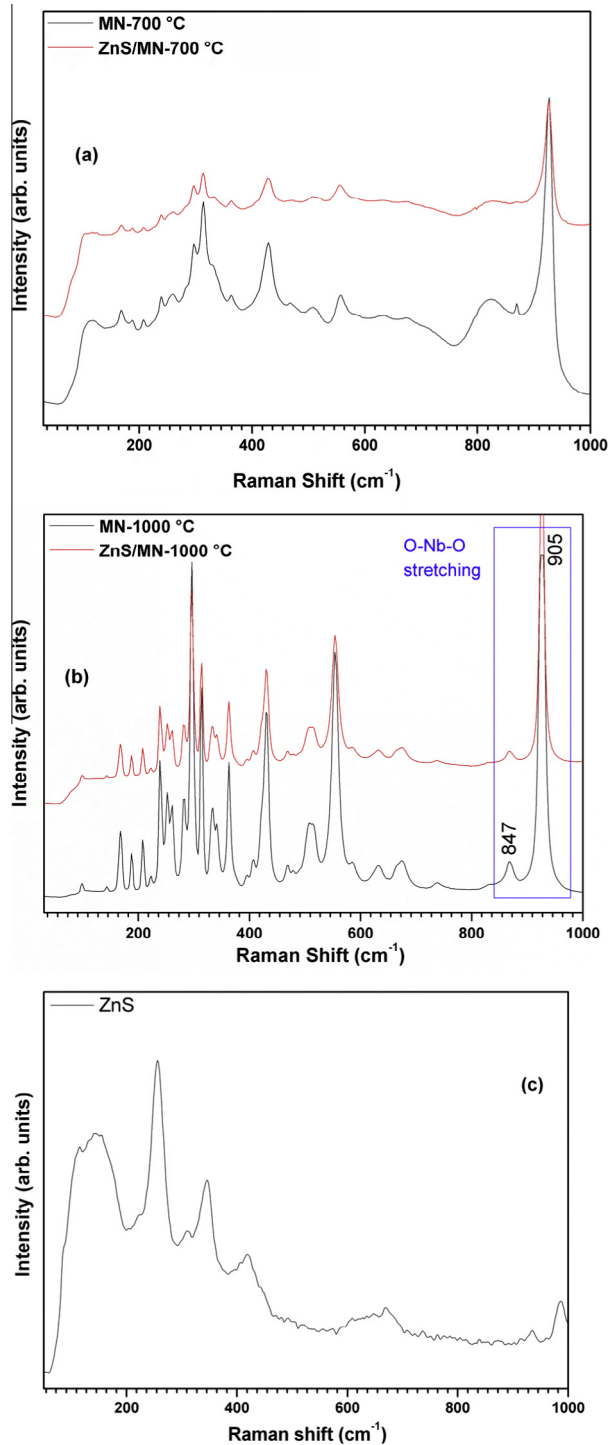 MN-700 °C
ZnS/MN-700 °C
(a)
Intensity (arb. units)
200 400 600 800 1000
Raman Shift (cm-1)
MN-1000 °C
ZnS/MN-1000 °C
O-Nb-O
stretching
905
(b)
847
Intensity (arb. units)
200 400 600 800 1000
Raman Shift (cm-1)
ZnS
(c)
Intensity (arb. units)
200 400 600 800 1000
Raman shift (cm-1)